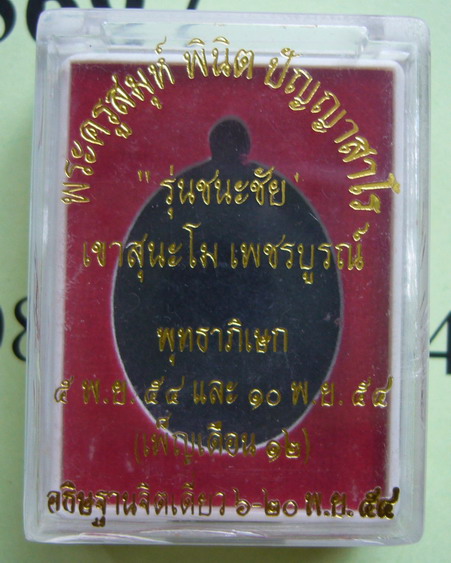 พระครูสมุห์ พินิต ปัญญาสาโร
"รุ่นชนะชัย"
เขาสุนะโม เพชรบูรณ์
พุทธาภิเษก
๕ พ.ย. ๕๔ และ ๑๐ พ.ย. ๕๔
(เพ็ญเดือน ๑๒)
อธิษฐานจิตเดียว ๖-๒๐ พ.ย. ๕๔